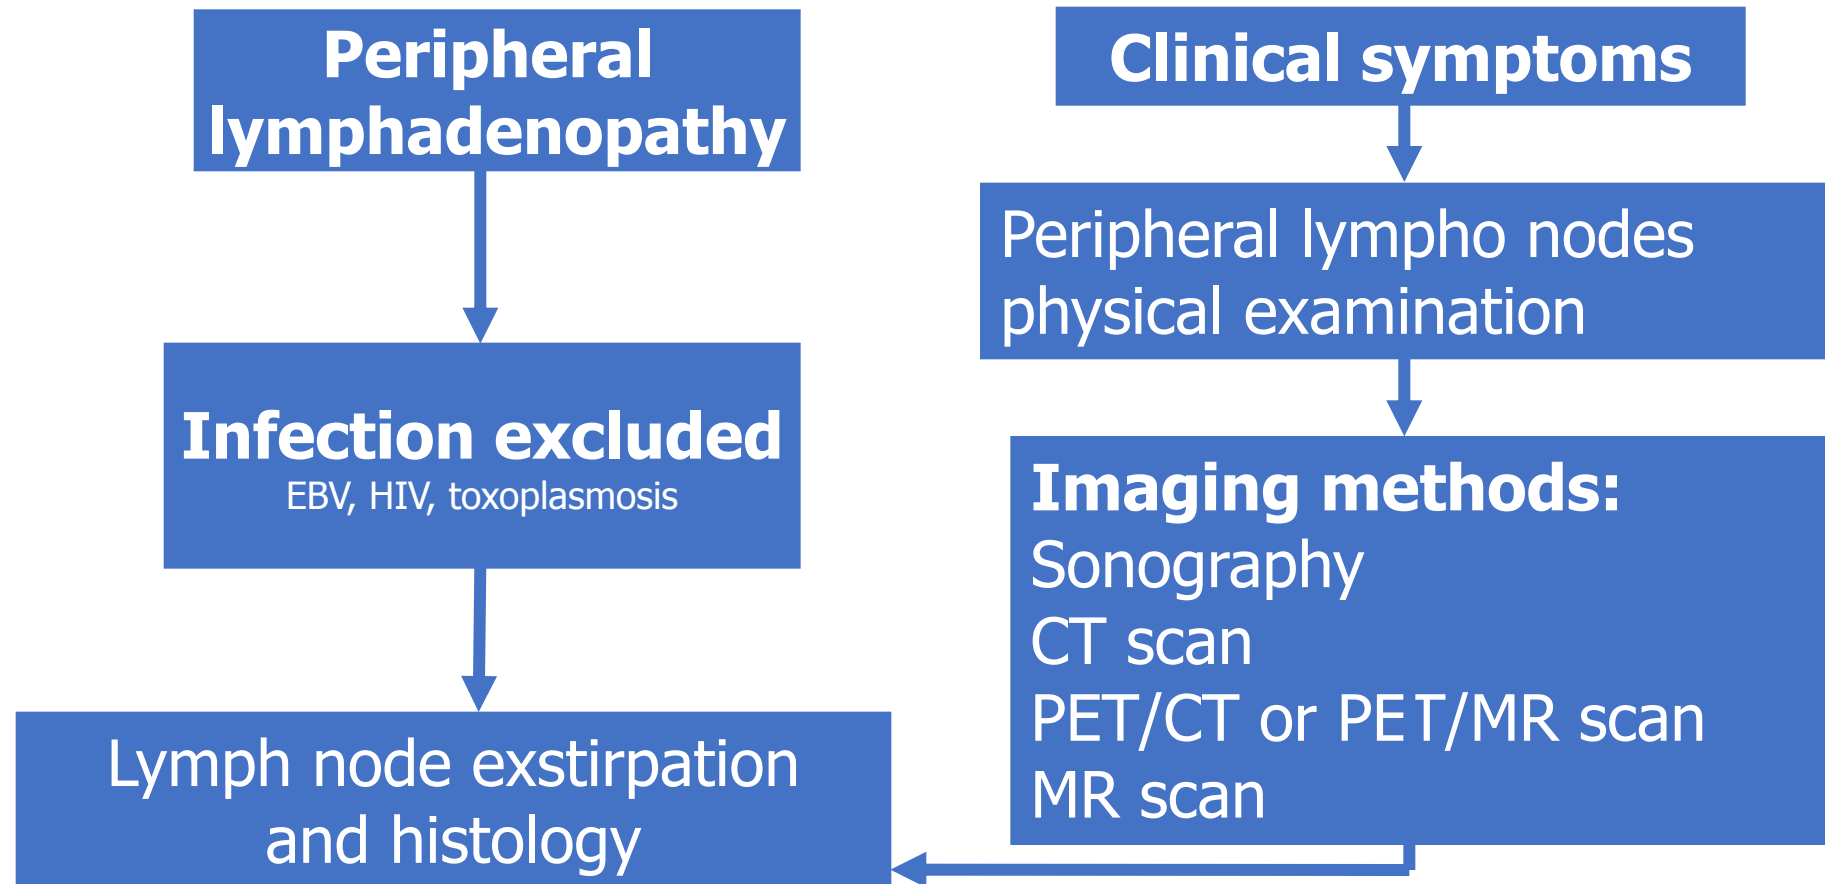 Peripheral
lymphadenopathy
Infection excluded
EBV, HIV, toxoplasmosis
Lymph node exstirpation
and histology
Clinical symptoms
Peripheral lympho nodes
physical examination
Imaging methods:
Sonography
CT scan
PET/CT or PET/MR scan
MR scan